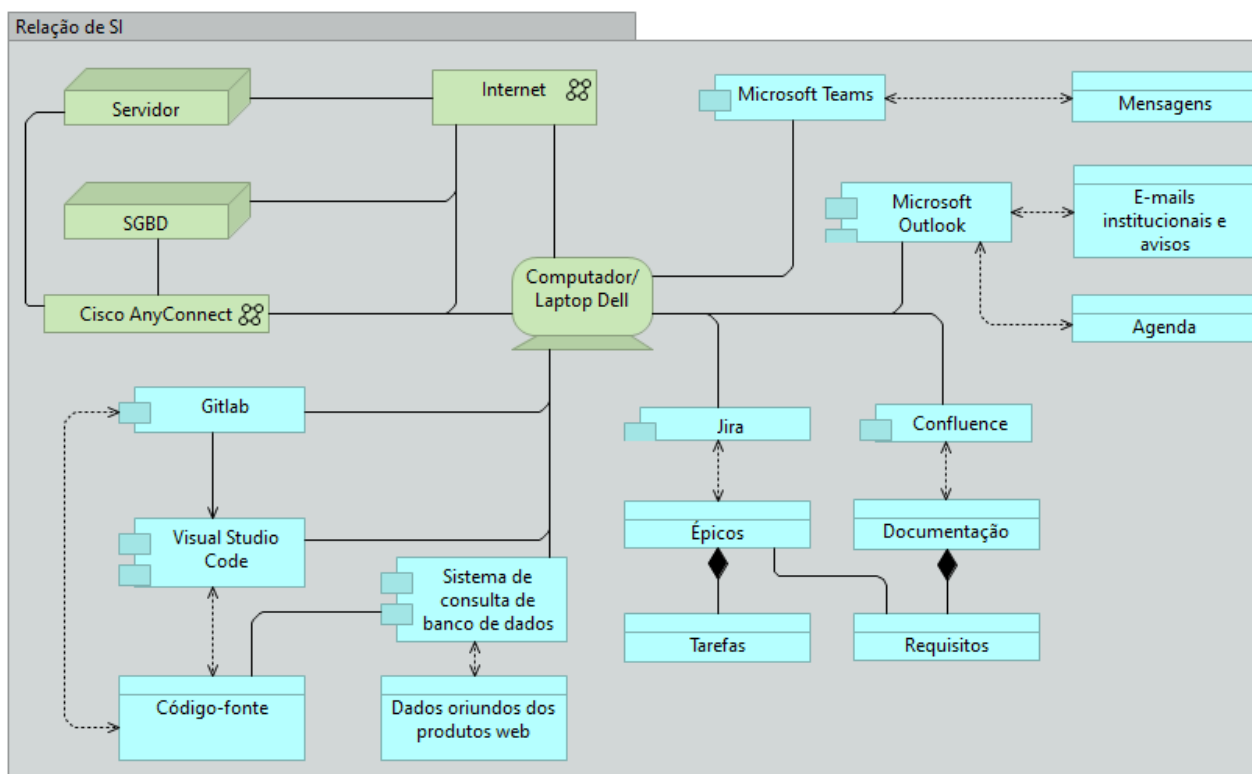 Relação de SI
Servidor
Internet
Microsoft Teams
Mensagens
SGBD
Microsoft
Outlook
E-mails
institucionais e
avisos
Computador/
Laptop Dell
Cisco AnyConnect
Agenda
Gitlab
Jira
Confluence
Visual Studio
Code
Épicos
Documentação
Sistema de
consulta de
banco de dados
Tarefas
Requisitos
Código-fonte
Dados oriundos dos
produtos web